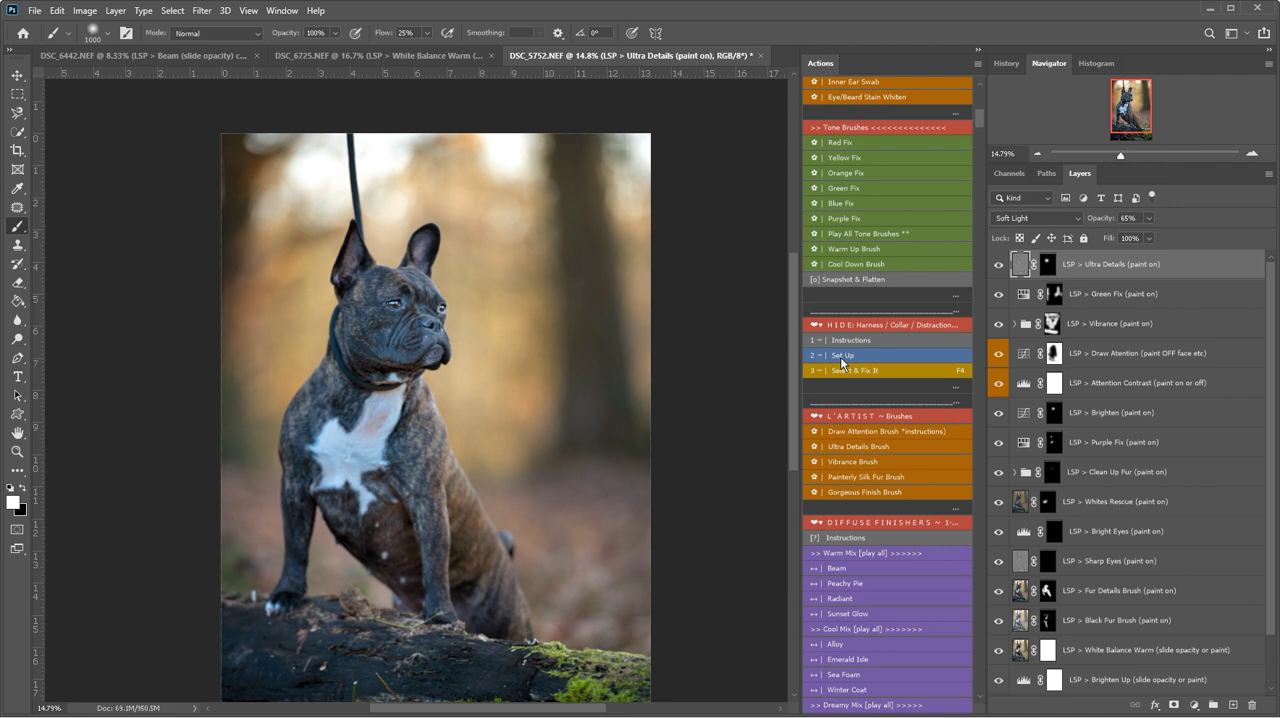 File Edit Image Layer Type Select Filter 3D View Window Help
1000 Mode: Normal Opacity: 100% Flow: 25% Smoothing: 0°
DSC_6442.NEF @ 8.33% (LSP > Beam (slide opacity) c... × DSC_6725.NEF @ 16.7% (LSP > White Balance Warm (... × DSC_5752.NEF @ 14.8% (LSP > Ultra Details (paint on), RGB/8*) * ×
Actions
Inner Ear Swab
Eye/Beard Stain Whiten
...
>> Tone Brushes <<<<<<<<<<<<<<
Red Fix
Yellow Fix
Orange Fix
Green Fix
Blue Fix
Purple Fix
Play All Tone Brushes **
Warm Up Brush
Cool Down Brush
[o] Snapshot & Flatten
...
H I D E: Harness / Collar / Distraction...
1 → | Instructions
2 → | Set Up
3 → | Select & Fix It F4
...
L ' A R T I S T ~ Brushes
Draw Attention Brush *instructions)
Ultra Details Brush
Vibrance Brush
Painterly Silk Fur Brush
Gorgeous Finish Brush
...
D I F F U S E F I N I S H E R S ~ 1-...
[?] Instructions
>> Warm Mix [play all] >>>>>>
↔ | Beam
↔ | Peachy Pie
↔ | Radiant
↔ | Sunset Glow
>> Cool Mix [play all] >>>>>>>
↔ | Alloy
↔ | Emerald Isle
↔ | Sea Foam
↔ | Winter Coat
>> Dreamy Mix [play all] >>>>>
History Navigator Histogram
14.79%
Channels Paths Layers
Kind
Soft Light Opacity: 65%
Lock: Fill: 100%
LSP > Ultra Details (paint on)
LSP > Green Fix (paint on)
LSP > Vibrance (paint on)
LSP > Draw Attention (paint OFF face etc)
LSP > Attention Contrast (paint on or off)
LSP > Brighten (paint on)
LSP > Purple Fix (paint on)
LSP > Clean Up Fur (paint on)
LSP > Whites Rescue (paint on)
LSP > Bright Eyes (paint on)
LSP > Sharp Eyes (paint on)
LSP > Fur Details Brush (paint on)
LSP > Black Fur Brush (paint on)
LSP > White Balance Warm (slide opacity or paint)
LSP > Brighten Up (slide opacity or paint)
14.79% Doc: 69.1M/950.5M